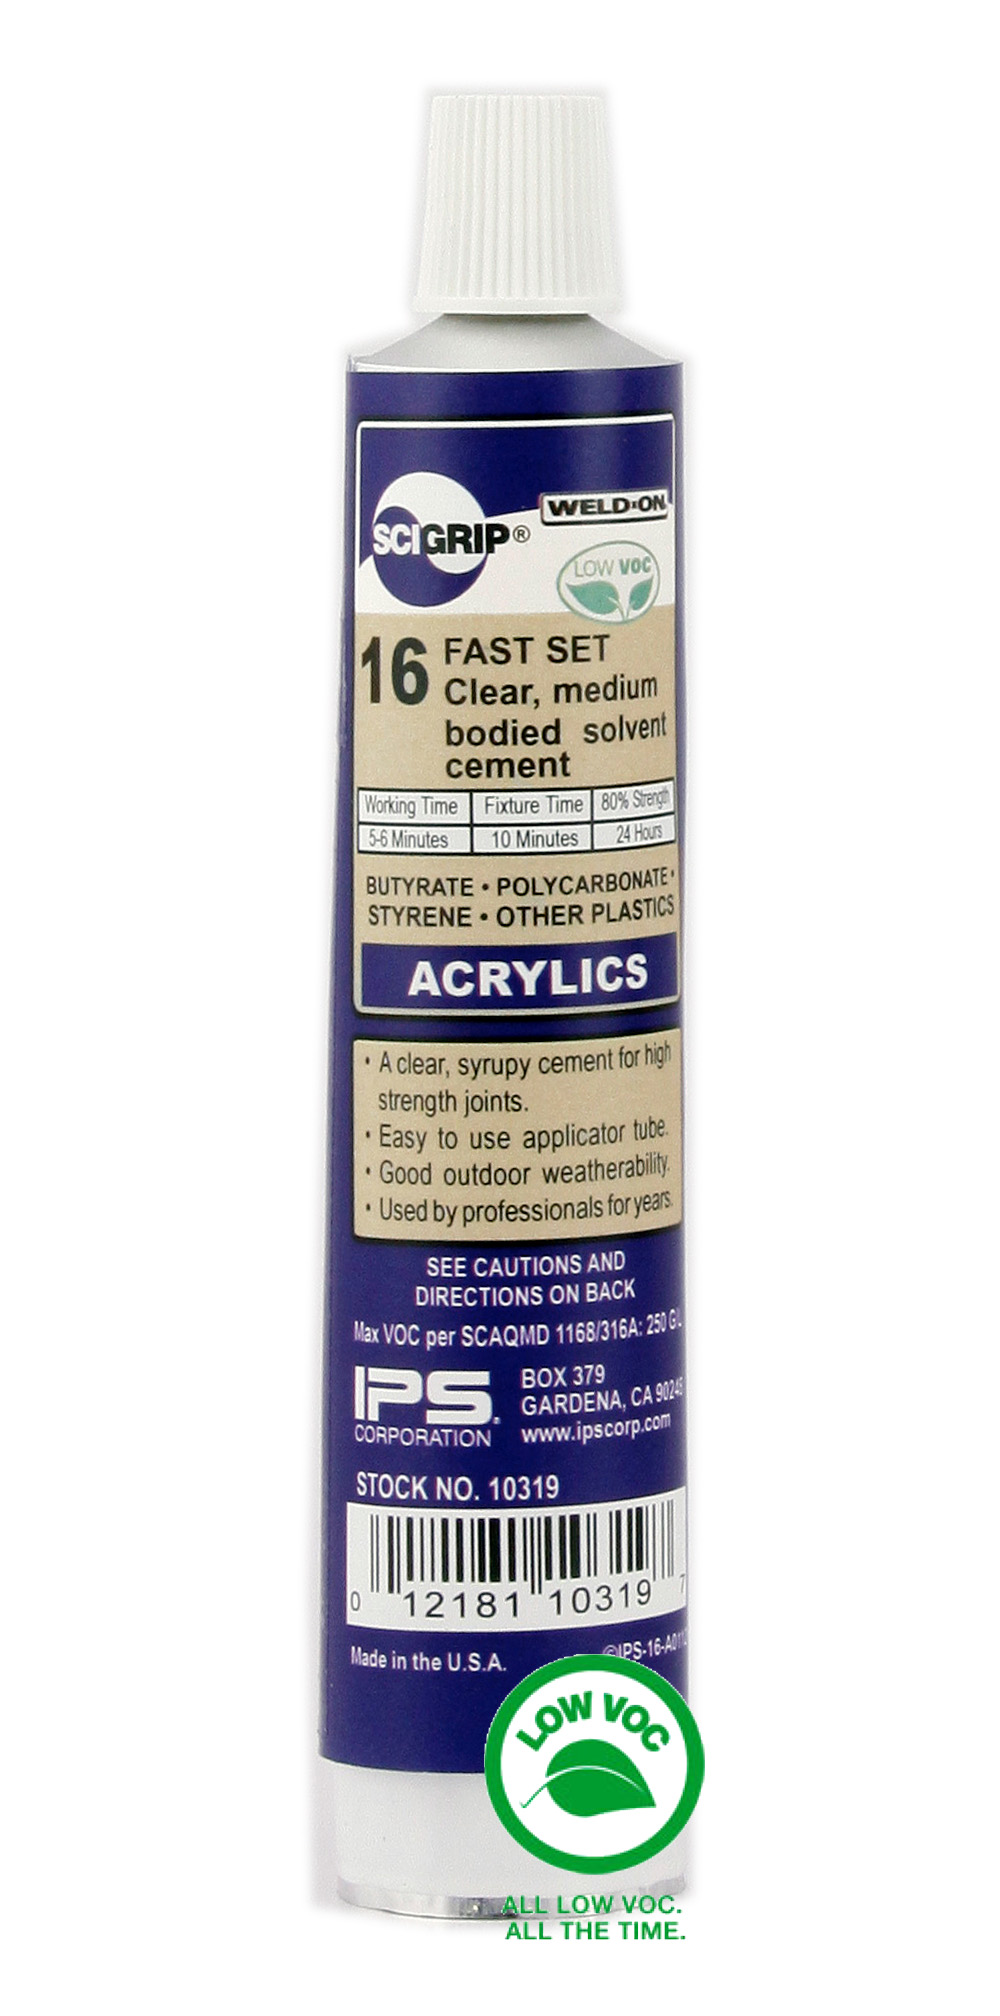 SCIGRIP®
WELD•ON
LOW VOC
16
FAST SET
Clear, medium
bodied solvent
cement
Working Time Fixture Time 80% Strength
5-6 Minutes 10 Minutes 24 Hours
BUTYRATE • POLYCARBONATE •
STYRENE • OTHER PLASTICS
ACRYLICS
• A clear, syrupy cement for high
strength joints.
• Easy to use applicator tube.
• Good outdoor weatherability.
• Used by professionals for years.
SEE CAUTIONS AND
DIRECTIONS ON BACK
Max VOC per SCAQMD 1168/316A: 250 G/L
IPS.
CORPORATION
BOX 379
GARDENA, CA 90248
www.ipscorp.com
STOCK NO. 10319
0 12181 10319 7
Made in the U.S.A.
LOW VOC
ALL LOW VOC.
ALL THE TIME.